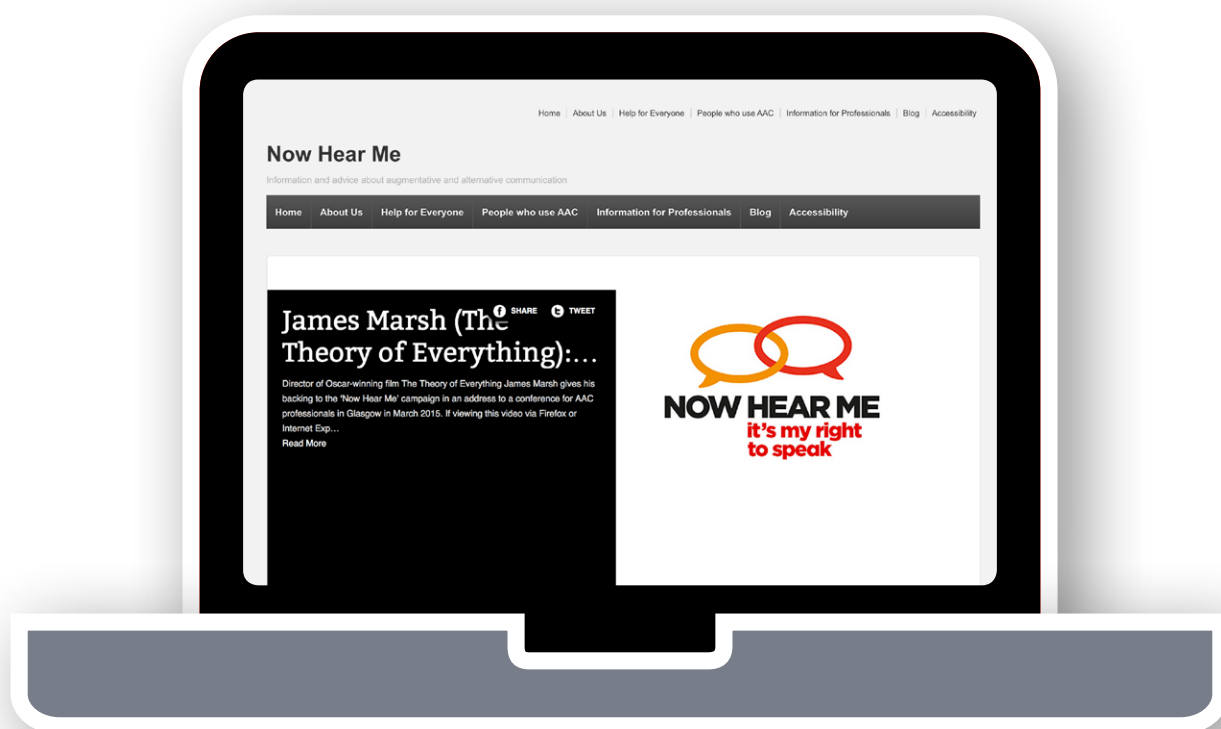 Home About Us Help for Everyone People who use AAC Information for Professionals Blog Accessibility
Now Hear Me
Information and advice about augmentative and alternative communication
Home About Us Help for Everyone People who use AAC Information for Professionals Blog Accessibility
SHARE TWEET
James Marsh (The
Theory of Everything):…
Director of Oscar-winning film The Theory of Everything James Marsh gives his
backing to the 'Now Hear Me' campaign in an address to a conference for AAC
professionals in Glasgow in March 2015. If viewing this video via Firefox or
Internet Exp…
Read More
NOW HEAR ME
it's my right
to speak